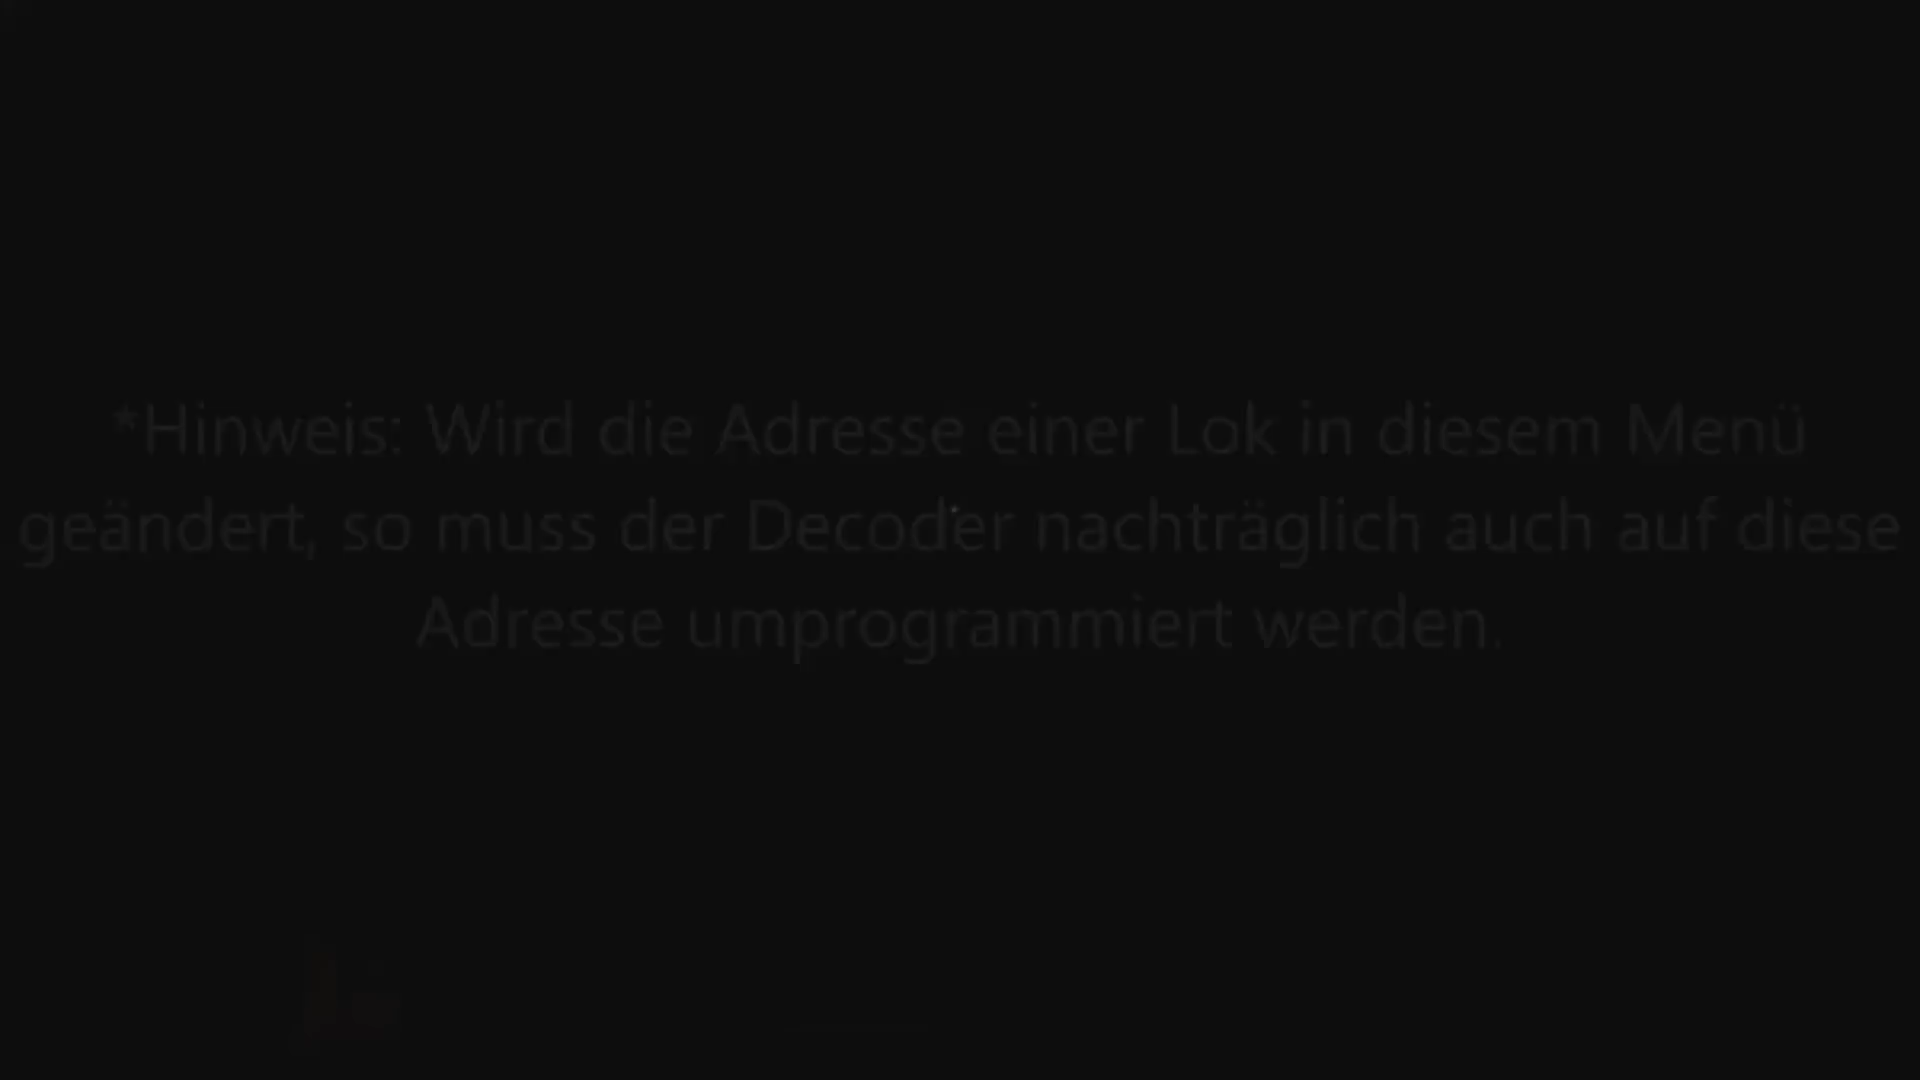 *Hinweis: Wird die Adresse einer Lok in diesem Menü
geändert, so muss der Decoder nachträglich auch auf diese
Adresse umprogrammiert werden.